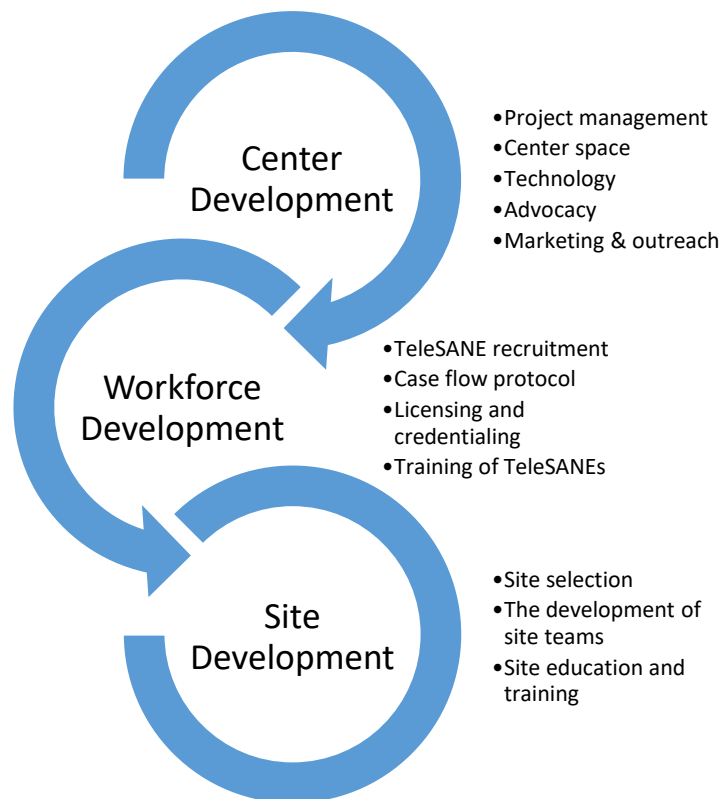 Center
Development
•Project management
•Center space
•Technology
•Advocacy
•Marketing & outreach
Workforce
Development
•TeleSANE recruitment
•Case flow protocol
•Licensing and
credentialing
•Training of TeleSANEs
Site
Development
•Site selection
•The development of
site teams
•Site education and
training